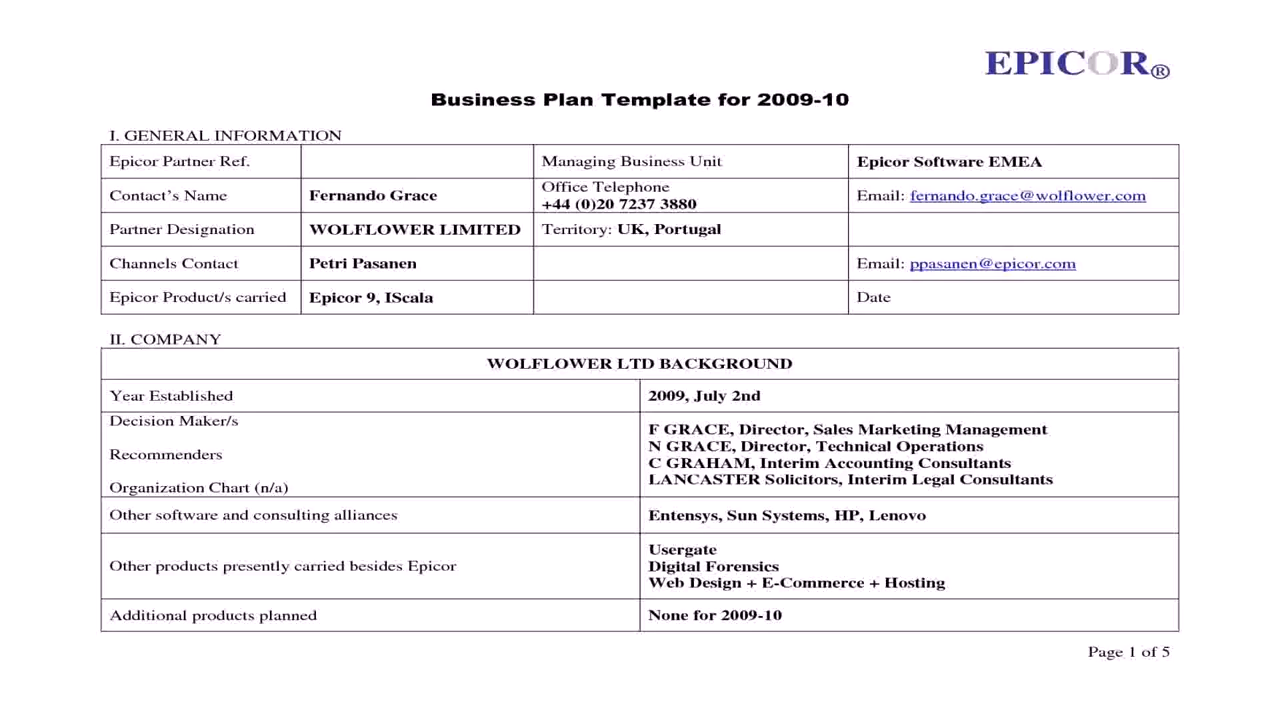 EPICOR®
Business Plan Template for 2009-10
I. GENERAL INFORMATION
Epicor Partner Ref. Managing Business Unit Epicor Software EMEA
Contact's Name Fernando Grace Office Telephone +44 (0)20 7237 3880 Email: fernando.grace@wolflower.com
Partner Designation WOLFLOWER LIMITED Territory: UK, Portugal
Channels Contact Petri Pasanen Email: ppasanen@epicor.com
Epicor Product/s carried Epicor 9, IScala Date
II. COMPANY
WOLFLOWER LTD BACKGROUND
Year Established 2009, July 2nd
Decision Maker/s
Recommenders
Organization Chart (n/a)
F GRACE, Director, Sales Marketing Management
N GRACE, Director, Technical Operations
C GRAHAM, Interim Accounting Consultants
LANCASTER Solicitors, Interim Legal Consultants
Other software and consulting alliances Entensys, Sun Systems, HP, Lenovo
Other products presently carried besides Epicor
Usergate
Digital Forensics
Web Design + E-Commerce + Hosting
Additional products planned None for 2009-10
Page 1 of 5